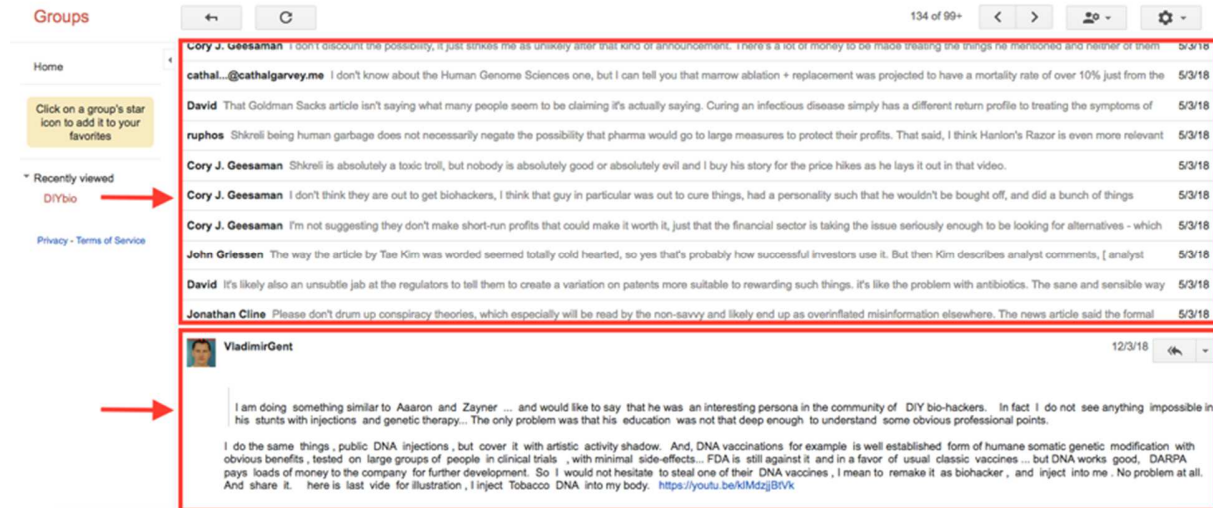 Groups
134 of 99+
Home
Click on a group's star
icon to add it to your
favorites
Recently viewed
DIYbio
Privacy - Terms of Service
Cory J. Geesaman I don't discount the possibility, it just strikes me as unlikely after that kind of announcement. There's a lot of money to be made treating the things he mentioned and neither of them 5/3/18
cathal...@cathalgarvey.me I don't know about the Human Genome Sciences one, but I can tell you that marrow ablation + replacement was projected to have a mortality rate of over 10% just from the 5/3/18
David That Goldman Sacks article isn't saying what many people seem to be claiming it's actually saying. Curing an infectious disease simply has a different return profile to treating the symptoms of 5/3/18
ruphos Shkreli being human garbage does not necessarily negate the possibility that pharma would go to large measures to protect their profits. That said, I think Hanlon's Razor is even more relevant 5/3/18
Cory J. Geesaman Shkreli is absolutely a toxic troll, but nobody is absolutely good or absolutely evil and I buy his story for the price hikes as he lays it out in that video. 5/3/18
Cory J. Geesaman I don't think they are out to get biohackers, I think that guy in particular was out to cure things, had a personality such that he wouldn't be bought off, and did a bunch of things 5/3/18
Cory J. Geesaman I'm not suggesting they don't make short-run profits that could make it worth it, just that the financial sector is taking the issue seriously enough to be looking for alternatives - which 5/3/18
John Griessen The way the article by Tae Kim was worded seemed totally cold hearted, so yes that's probably how successful investors use it. But then Kim describes analyst comments, [ analyst 5/3/18
David It's likely also an unsubtle jab at the regulators to tell them to create a variation on patents more suitable to rewarding such things. it's like the problem with antibiotics. The sane and sensible way 5/3/18
Jonathan Cline Please don't drum up conspiracy theories, which especially will be read by the non-savvy and likely end up as overinflated misinformation elsewhere. The news article said the formal 5/3/18
VladimirGent 12/3/18
I am doing something similar to Aaaron and Zayner ... and would like to say that he was an interesting persona in the community of DIY bio-hackers. In fact I do not see anything impossible in
his stunts with injections and genetic therapy... The only problem was that his education was not that deep enough to understand some obvious professional points.
I do the same things , public DNA injections , but cover it with artistic activity shadow. And, DNA vaccinations for example is well established form of humane somatic genetic modification with
obvious benefits , tested on large groups of people in clinical trials , with minimal side-effects... FDA is still against it and in a favor of usual classic vaccines ... but DNA works good, DARPA
pays loads of money to the company for further development. So I would not hesitate to steal one of their DNA vaccines , I mean to remake it as biohacker , and inject into me . No problem at all.
And share it. here is last vide for illustration , I inject Tobacco DNA into my body. https://youtu.be/klMdzjjBtVk